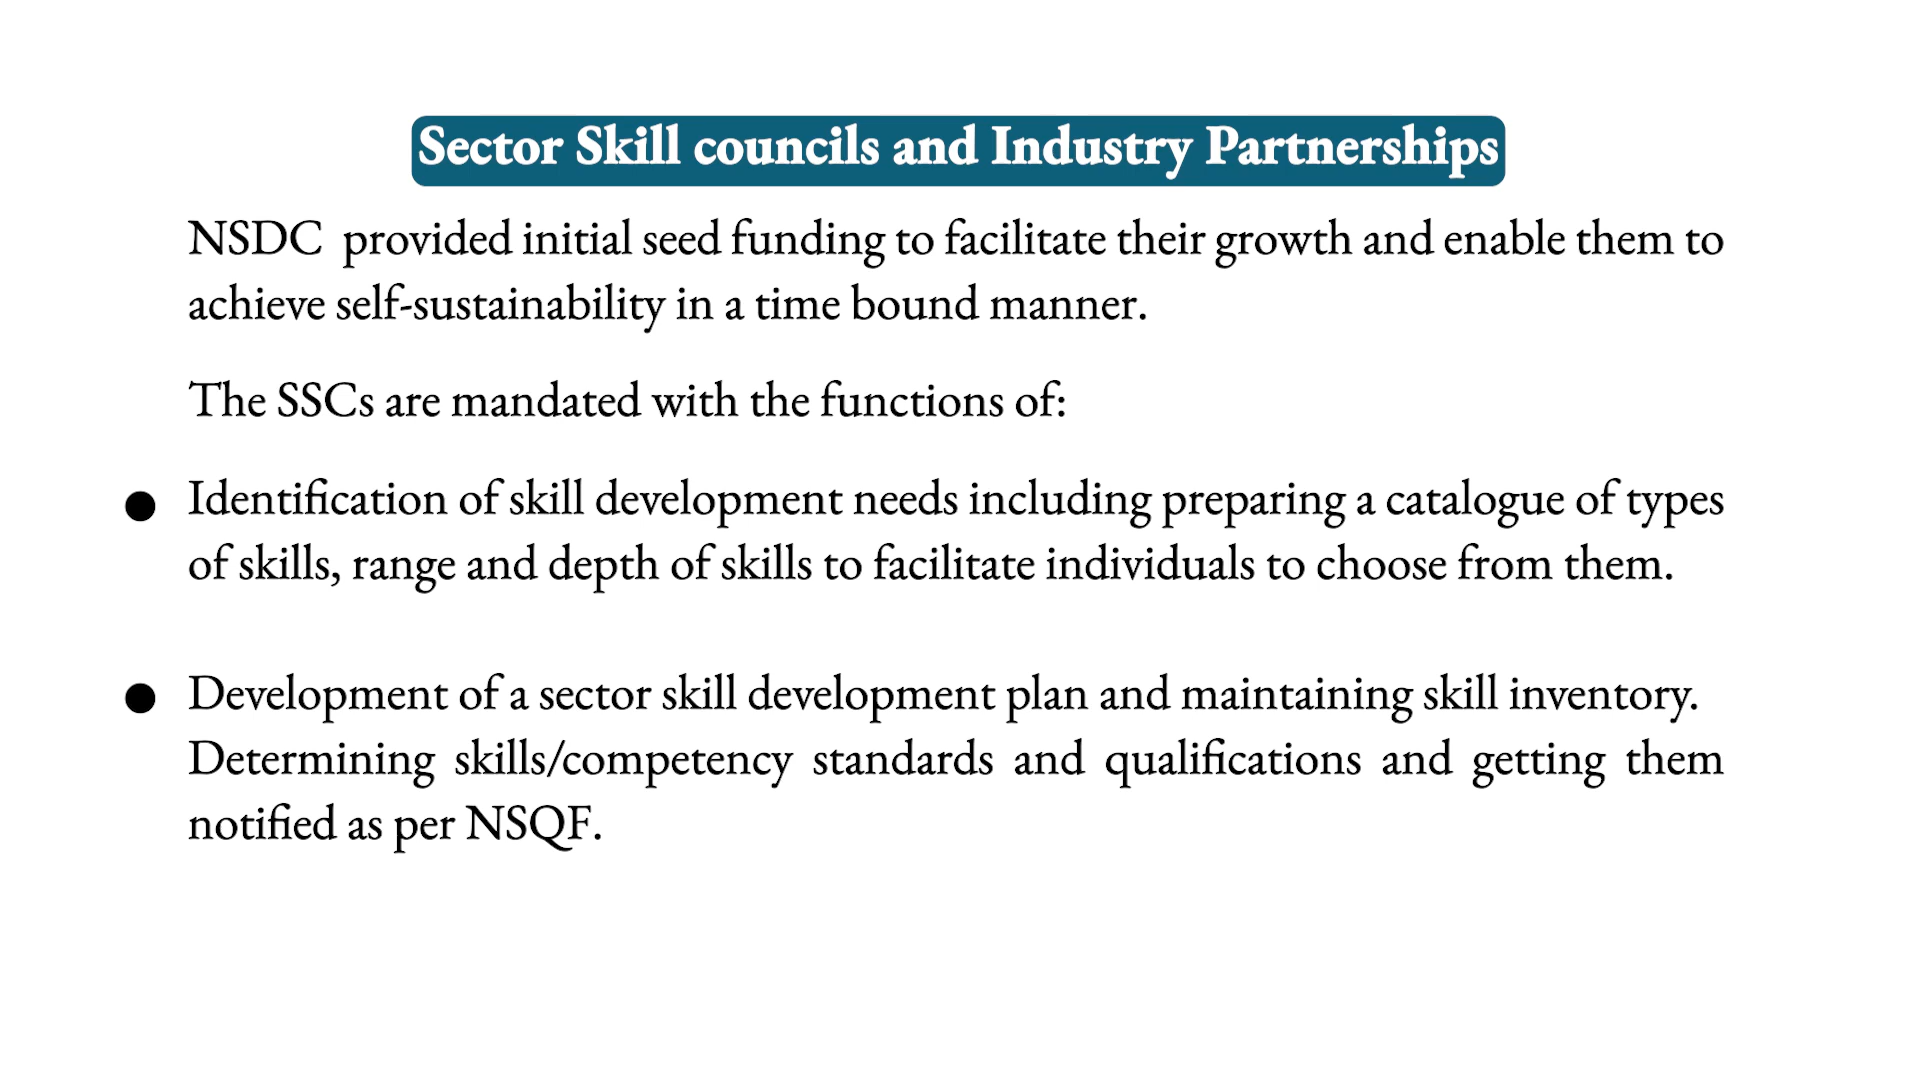 Sector Skill councils and Industry Partnerships
NSDC provided initial seed funding to facilitate their growth and enable them to
achieve self-sustainability in a time bound manner.
The SSCs are mandated with the functions of:
● Identification of skill development needs including preparing a catalogue of types
of skills, range and depth of skills to facilitate individuals to choose from them.
● Development of a sector skill development plan and maintaining skill inventory.
Determining skills/competency standards and qualifications and getting them
notified as per NSQF.